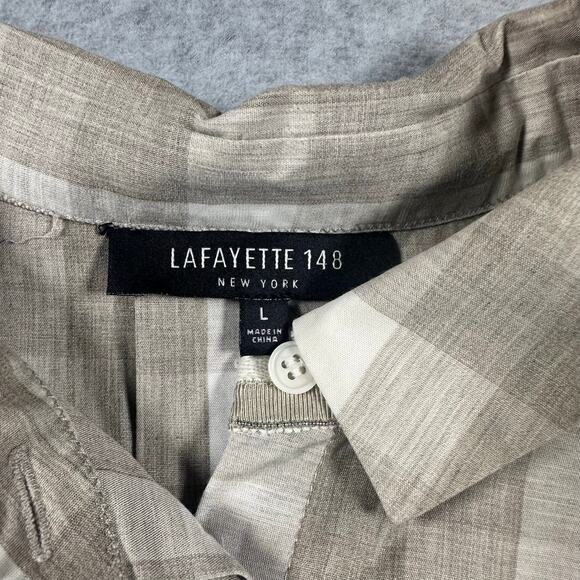 LAFAYETTE 148
NEW YORK
L
MADE IN
CHINA